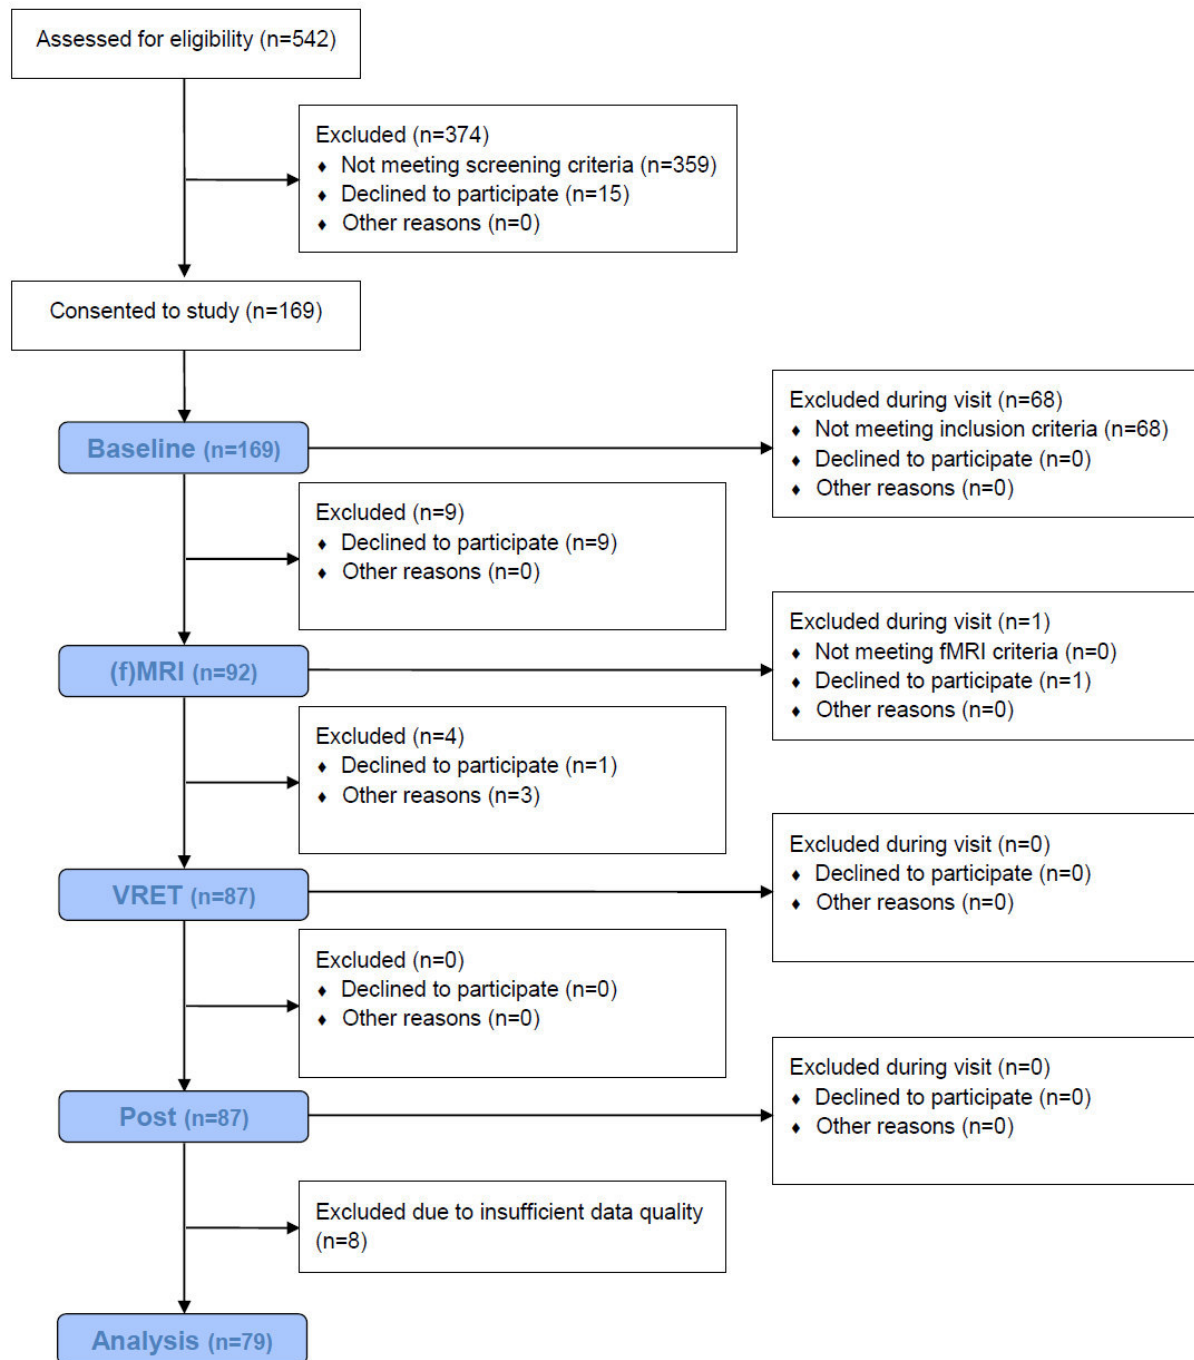 Assessed for eligibility (n=542)
Excluded (n=374)
♦ Not meeting screening criteria (n=359)
♦ Declined to participate (n=15)
♦ Other reasons (n=0)
Consented to study (n=169)
Baseline (n=169)
Excluded during visit (n=68)
♦ Not meeting inclusion criteria (n=68)
♦ Declined to participate (n=0)
♦ Other reasons (n=0)
Excluded (n=9)
♦ Declined to participate (n=9)
♦ Other reasons (n=0)
(f)MRI (n=92)
Excluded during visit (n=1)
♦ Not meeting fMRI criteria (n=0)
♦ Declined to participate (n=1)
♦ Other reasons (n=0)
Excluded (n=4)
♦ Declined to participate (n=1)
♦ Other reasons (n=3)
VRET (n=87)
Excluded during visit (n=0)
♦ Declined to participate (n=0)
♦ Other reasons (n=0)
Excluded (n=0)
♦ Declined to participate (n=0)
♦ Other reasons (n=0)
Post (n=87)
Excluded during visit (n=0)
♦ Declined to participate (n=0)
♦ Other reasons (n=0)
Excluded due to insufficient data quality
(n=8)
Analysis (n=79)